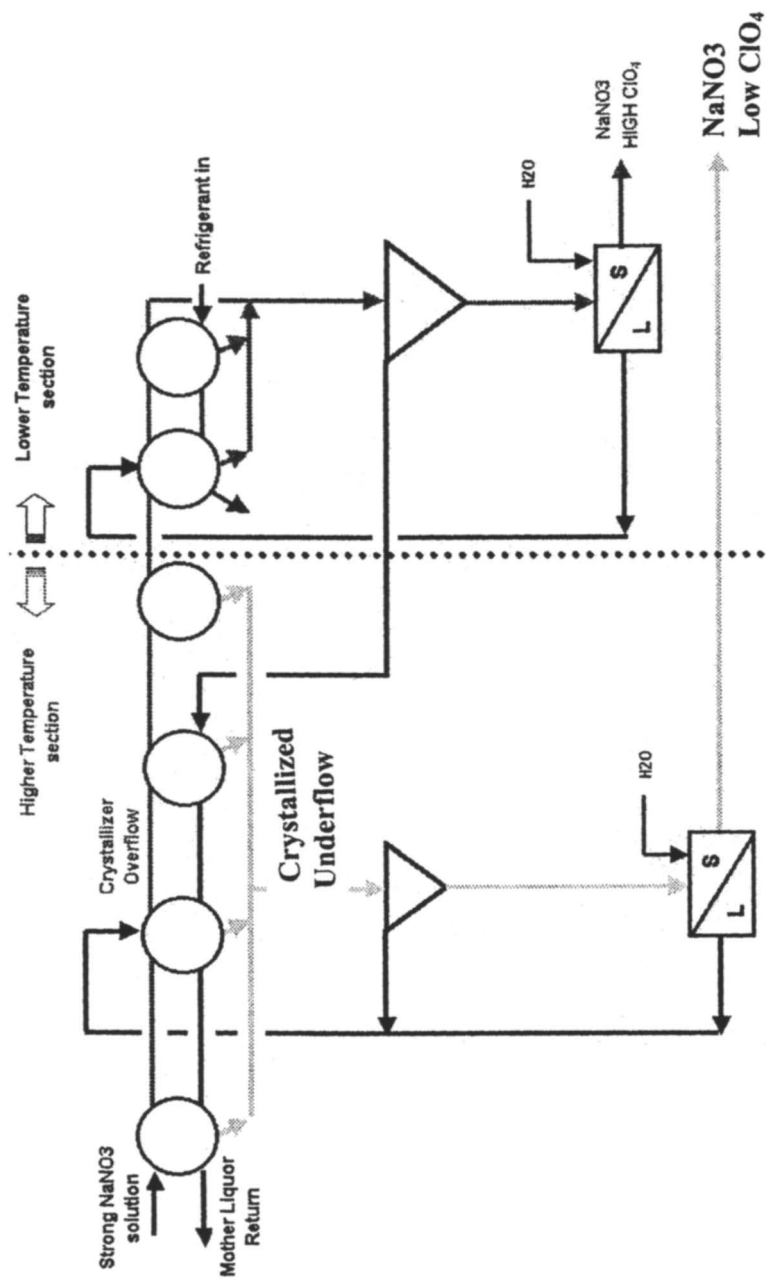 Higher Temperature
section
Lower Temperature
section
Strong NaNO3
solution
Mother Liquor
Return
Crystallizer
Overflow
Refrigerant in
Crystallized
Underflow
H2O
S
L
H2O
S
L
NaNO3
HIGH ClO₄
NaNO3
Low ClO₄